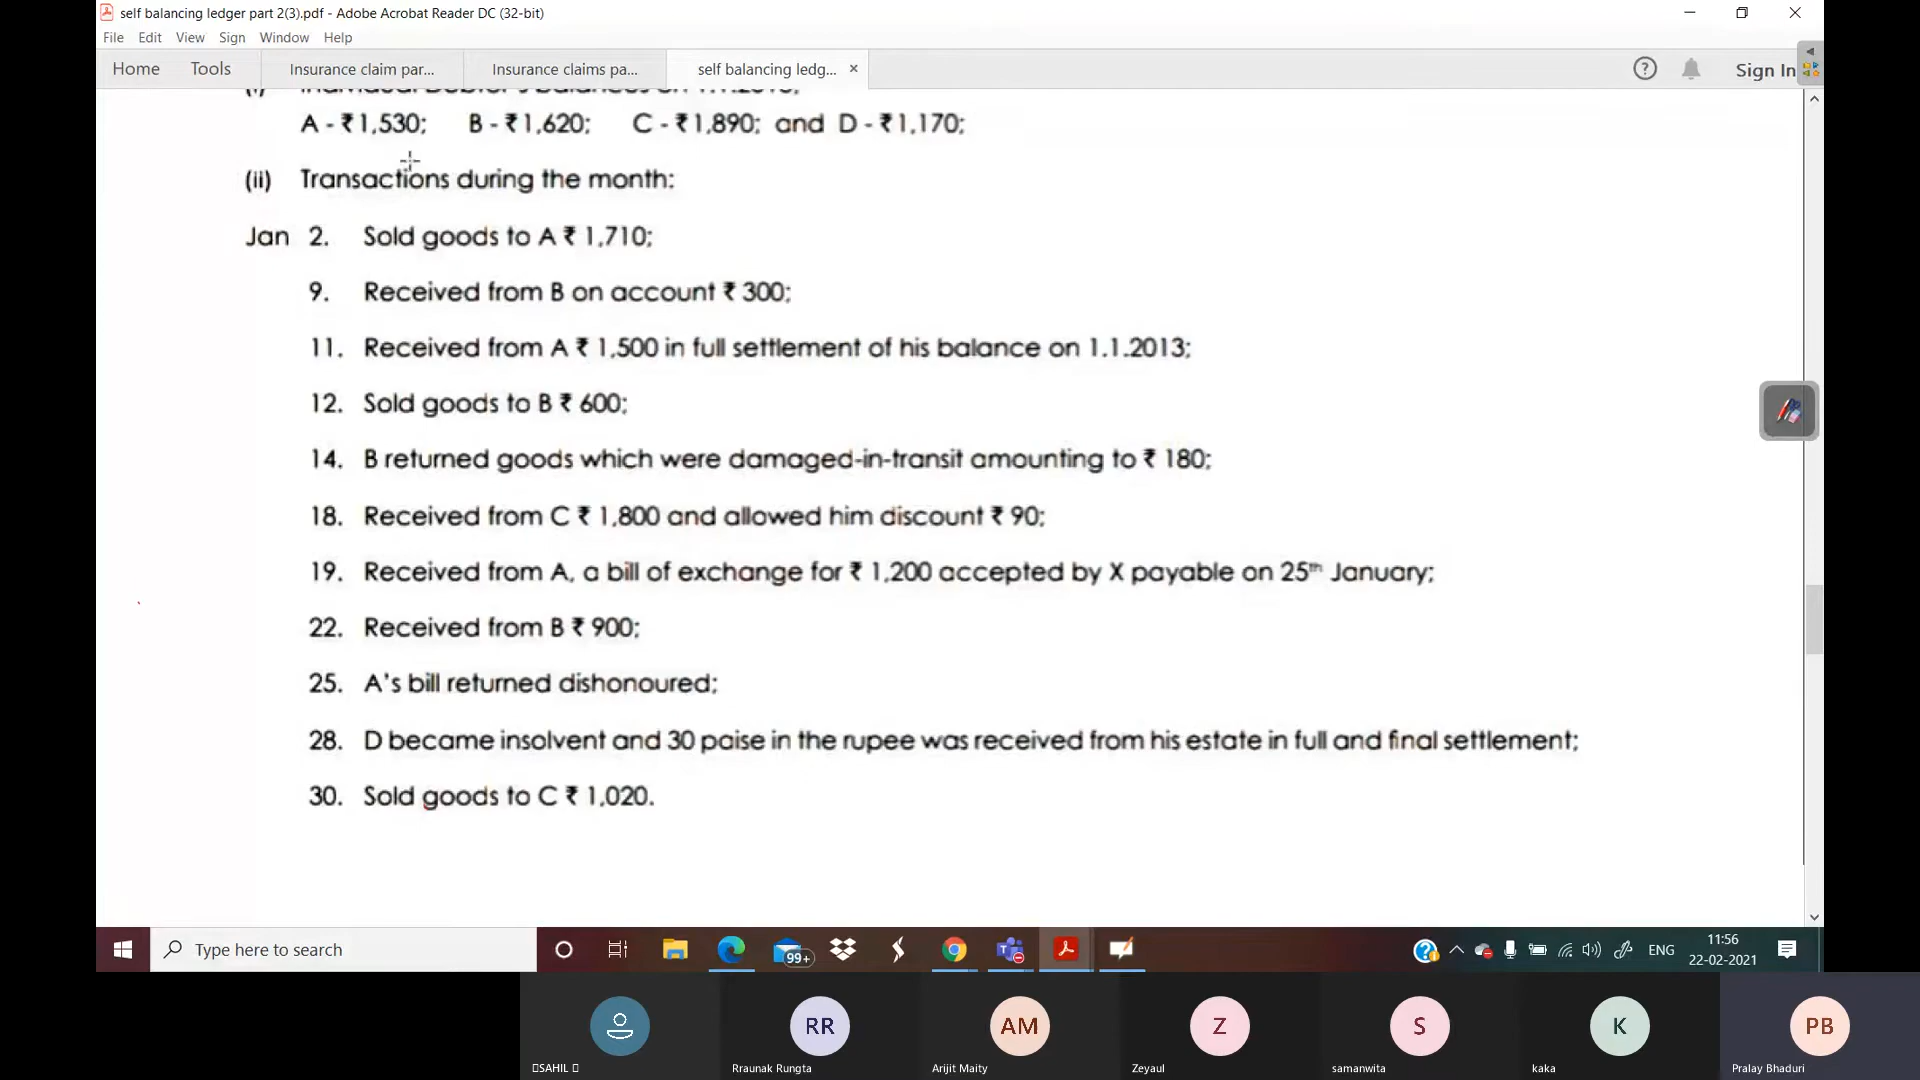 self balancing ledger part 2(3).pdf - Adobe Acrobat Reader DC (32-bit)
File Edit View Sign Window Help
Home Tools Insurance claim par... Insurance claims pa... self balancing ledg... × Sign In
(i) Individual Debtor's balances on 1.1.2013;
A - ₹ 1,530; B - ₹ 1,620; C - ₹ 1,890; and D - ₹ 1,170;
(ii) Transactions during the month:
Jan 2. Sold goods to A ₹ 1,710;
9. Received from B on account ₹ 300;
11. Received from A ₹ 1,500 in full settlement of his balance on 1.1.2013;
12. Sold goods to B ₹ 600;
14. B returned goods which were damaged-in-transit amounting to ₹ 180;
18. Received from C ₹ 1,800 and allowed him discount ₹ 90;
19. Received from A, a bill of exchange for ₹ 1,200 accepted by X payable on 25th January;
22. Received from B ₹ 900;
25. A's bill returned dishonoured;
28. D became insolvent and 30 paise in the rupee was received from his estate in full and final settlement;
30. Sold goods to C ₹ 1,020.
Type here to search
99+
ENG
11:56
22-02-2021
RR AM Z S K PB
SAHIL Rraunak Rungta Arijit Maity Zeyaul samanwita kaka Pralay Bhaduri